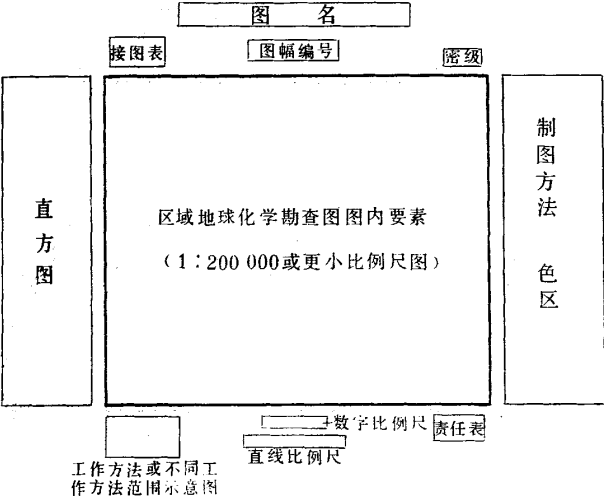 图 名
接图表
图幅编号
密级
直方图
区域地球化学勘查图图内要素
(1:200 000或更小比例尺图)
制图方法 色区
数字比例尺
直线比例尺
责任表
工作方法或不同工
作方法范围示意图